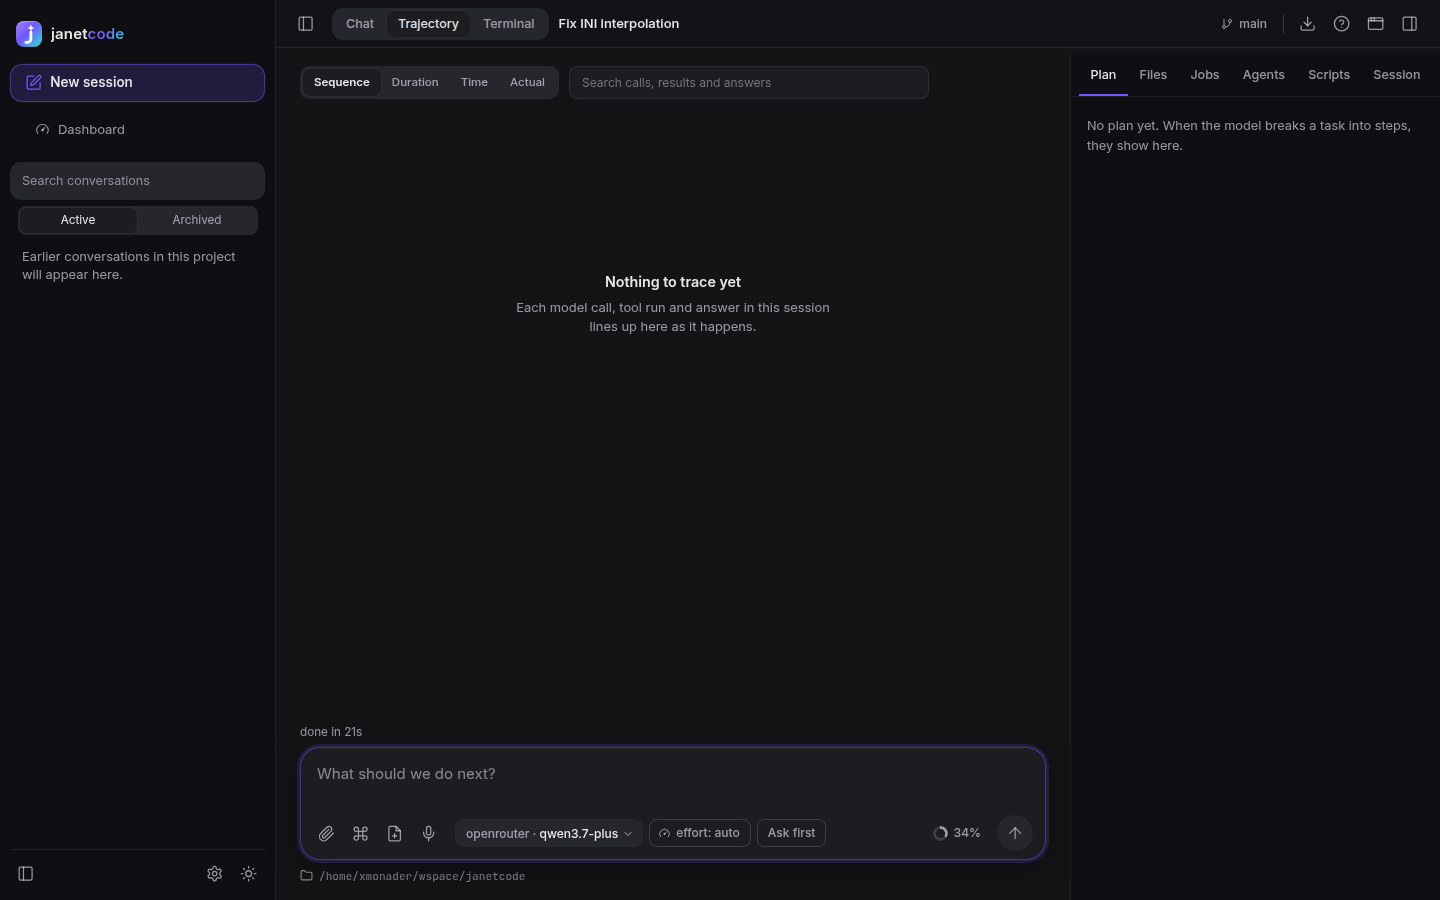 janetcode
New session
Dashboard
Search conversations
Active
Archived
Earlier conversations in this project
will appear here.
Chat
Trajectory
Terminal
Fix INI Interpolation
main
Sequence
Duration
Time
Actual
Search calls, results and answers
Nothing to trace yet
Each model call, tool run and answer in this session
lines up here as it happens.
done in 21s
What should we do next?
openrouter · qwen3.7-plus
effort: auto
Ask first
34%
/home/xmonader/wspace/janetcode
Plan
Files
Jobs
Agents
Scripts
Session
No plan yet. When the model breaks a task into steps,
they show here.